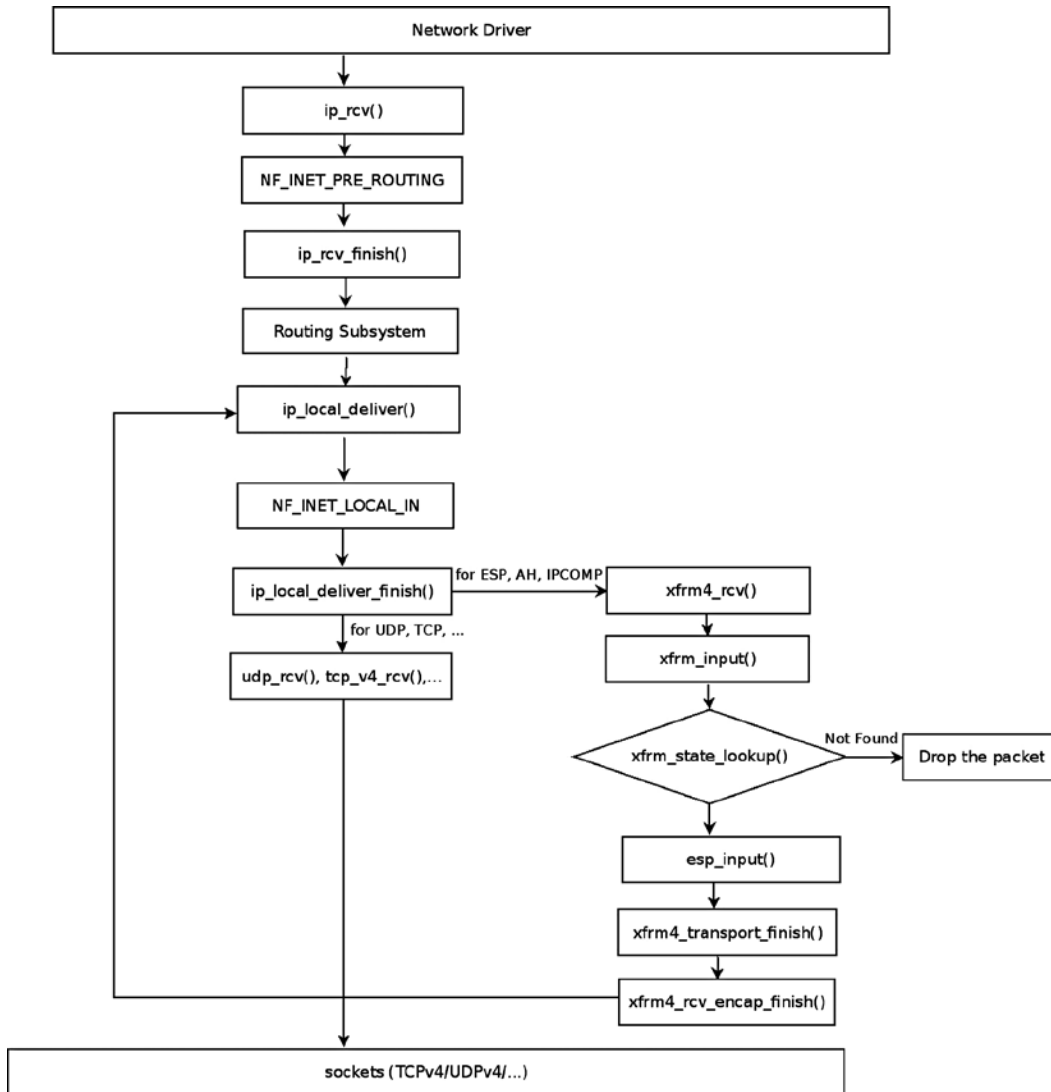 Network Driver
ip_rcv()
NF_INET_PRE_ROUTING
ip_rcv_finish()
Routing Subsystem
ip_local_deliver()
NF_INET_LOCAL_IN
ip_local_deliver_finish()
for ESP, AH, IPCOMP
xfrm4_rcv()
for UDP, TCP, ...
udp_rcv(), tcp_v4_rcv(),...
xfrm_input()
xfrm_state_lookup()
Not Found
Drop the packet
esp_input()
xfrm4_transport_finish()
xfrm4_rcv_encap_finish()
sockets (TCPv4/UDPv4/...)